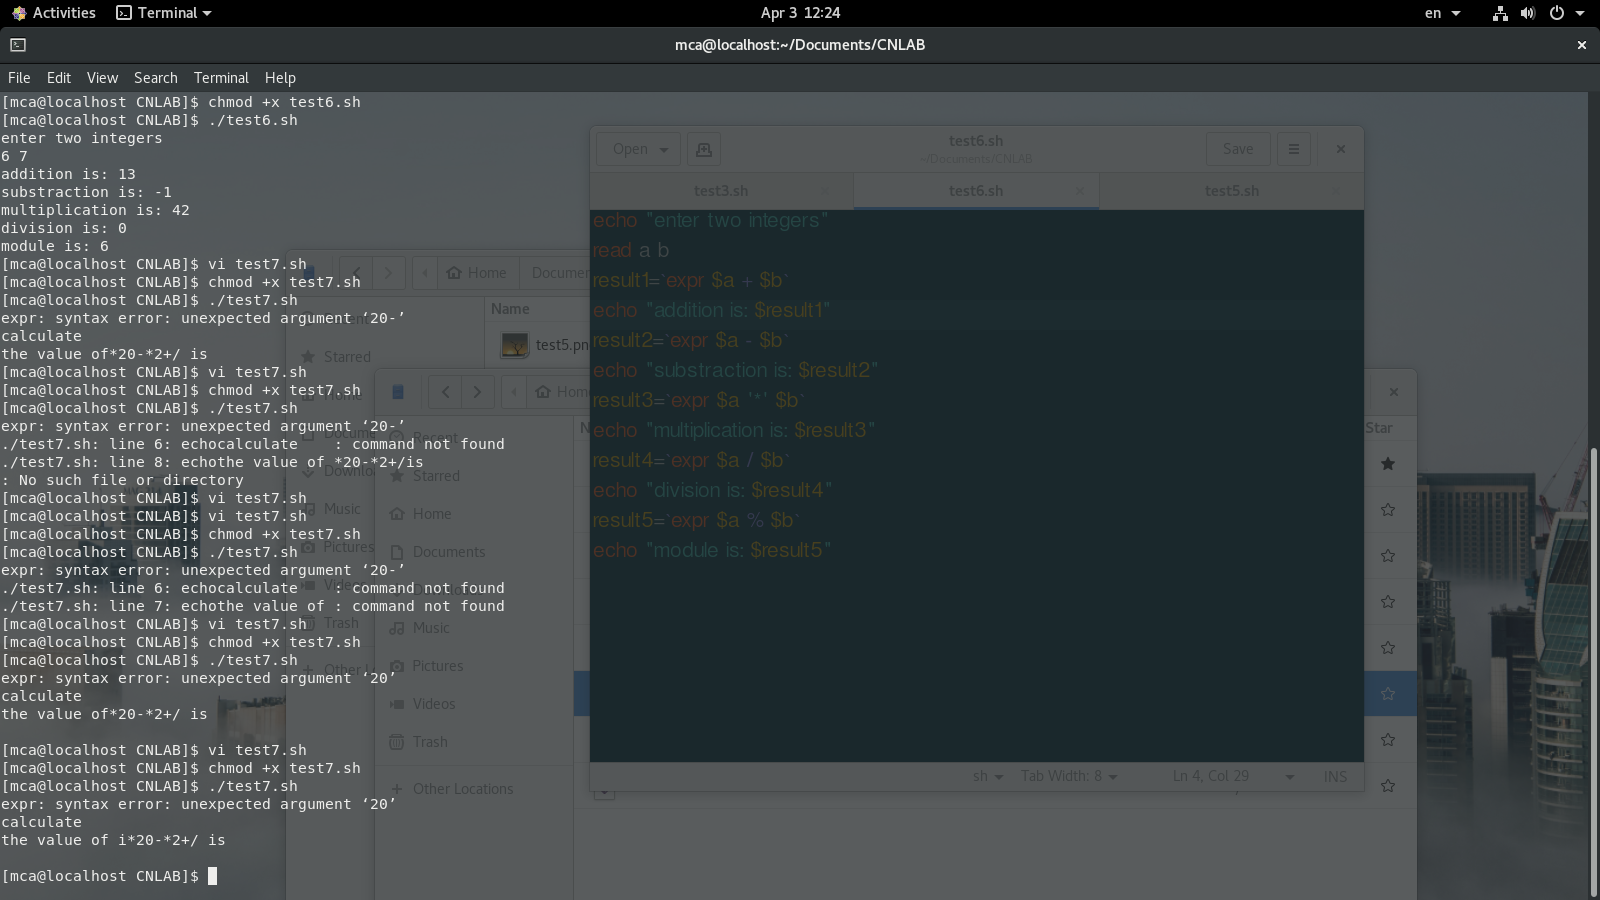 Activities
Terminal
Apr 3 12:24
en
mca@localhost:~/Documents/CNLAB
File Edit View Search Terminal Help
[mca@localhost CNLAB]$ chmod +x test6.sh
[mca@localhost CNLAB]$ ./test6.sh
enter two integers
6 7
addition is: 13
substraction is: -1
multiplication is: 42
division is: 0
module is: 6
[mca@localhost CNLAB]$ vi test7.sh
[mca@localhost CNLAB]$ chmod +x test7.sh
[mca@localhost CNLAB]$ ./test7.sh
expr: syntax error: unexpected argument ‘20-’
calculate
the value of*20-*2+/ is
[mca@localhost CNLAB]$ vi test7.sh
[mca@localhost CNLAB]$ chmod +x test7.sh
[mca@localhost CNLAB]$ ./test7.sh
expr: syntax error: unexpected argument ‘20-’
./test7.sh: line 6: echocalculate    : command not found
./test7.sh: line 8: echothe value of *20-*2+/is
: No such file or directory
[mca@localhost CNLAB]$ vi test7.sh
[mca@localhost CNLAB]$ vi test7.sh
[mca@localhost CNLAB]$ chmod +x test7.sh
[mca@localhost CNLAB]$ ./test7.sh
expr: syntax error: unexpected argument ‘20-’
./test7.sh: line 6: echocalculate    : command not found
./test7.sh: line 7: echothe value of : command not found
[mca@localhost CNLAB]$ vi test7.sh
[mca@localhost CNLAB]$ chmod +x test7.sh
[mca@localhost CNLAB]$ ./test7.sh
expr: syntax error: unexpected argument ‘20’
calculate
the value of*20-*2+/ is
[mca@localhost CNLAB]$ vi test7.sh
[mca@localhost CNLAB]$ chmod +x test7.sh
[mca@localhost CNLAB]$ ./test7.sh
expr: syntax error: unexpected argument ‘20’
calculate
the value of i*20-*2+/ is
[mca@localhost CNLAB]$
Home
Name
Starred
test5.pn
Music
Pictures
Trash
Recent
Starred
Home
Documents
Music
Pictures
Videos
Trash
Other Locations
Star
Open
test6.sh
~/Documents/CNLAB
Save
test3.sh
test6.sh
test5.sh
echo "enter two integers"
read a b
result1=`expr $a + $b`
echo "addition is: $result1"
result2=`expr $a - $b`
echo "substraction is: $result2"
result3=`expr $a '*' $b`
echo "multiplication is: $result3"
result4=`expr $a / $b`
echo "division is: $result4"
result5=`expr $a % $b`
echo "module is: $result5"
sh
Tab Width: 8
Ln 4, Col 29
INS